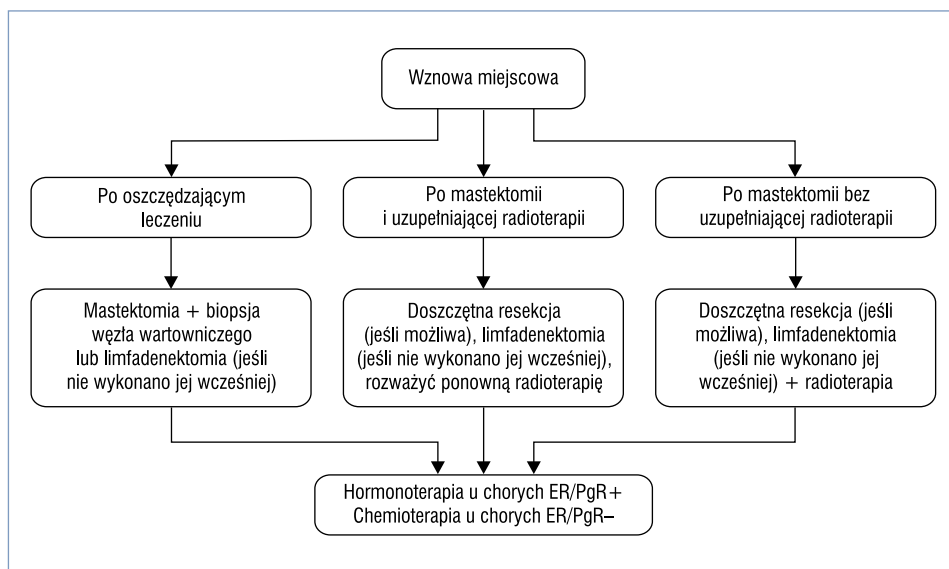 Wznowa miejscowa
Po oszczędzającym
leczeniu
Po mastektomii
i uzupełniającej radioterapii
Po mastektomii bez
uzupełniającej radioterapii
Mastektomia + biopsja
węzła wartowniczego
lub limfadenektomia (jeśli
nie wykonano jej wcześniej)
Doszczętna resekcja
(jeśli możliwa), limfadenektomia
(jeśli nie wykonano jej wcześniej),
rozważyć ponowną radioterapię
Doszczętna resekcja (jeśli
możliwa), limfadenektomia
(jeśli nie wykonano jej
wcześniej) + radioterapia
Hormonoterapia u chorych ER/PgR+
Chemioterapia u chorych ER/PgR–